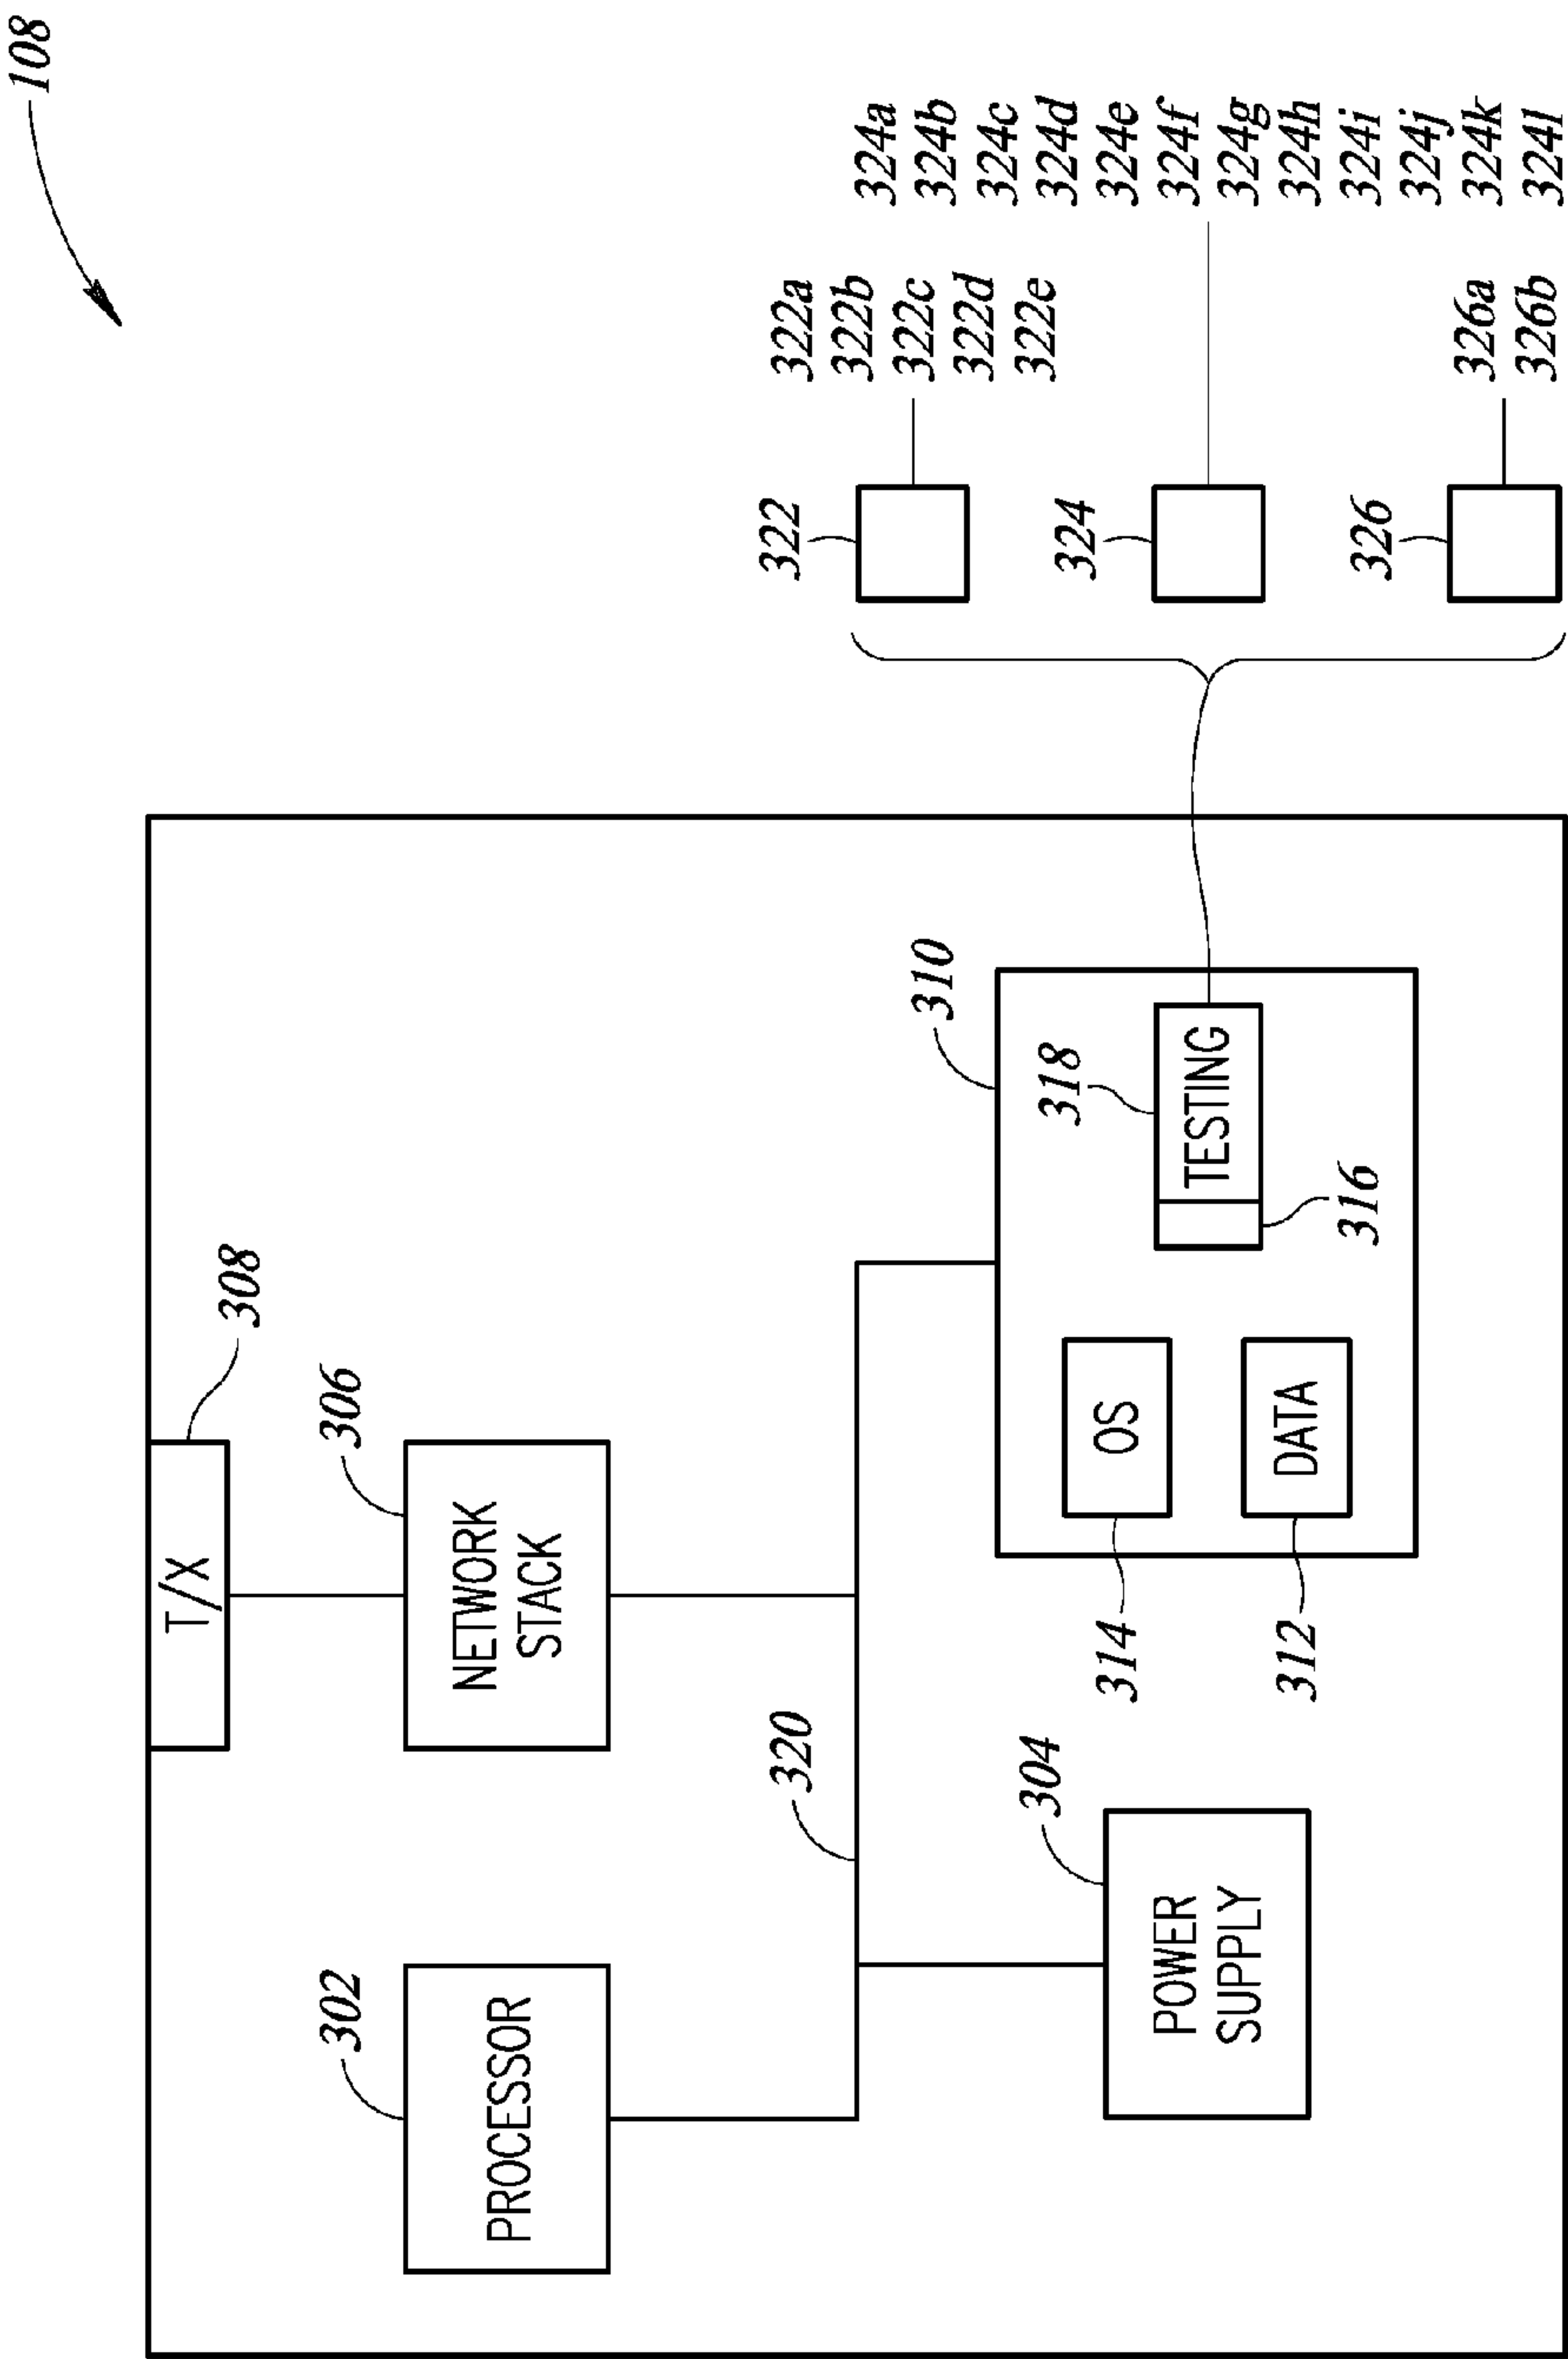 108
T/X
308
302
PROCESSOR
306
NETWORK
STACK
320
304
POWER
SUPPLY
310
314
OS
312
DATA
318
TESTING
316
322
322a
322b
322c
322d
322e
324
324a
324b
324c
324d
324e
324f
324g
324h
324i
324j
324k
324l
326
326a
326b